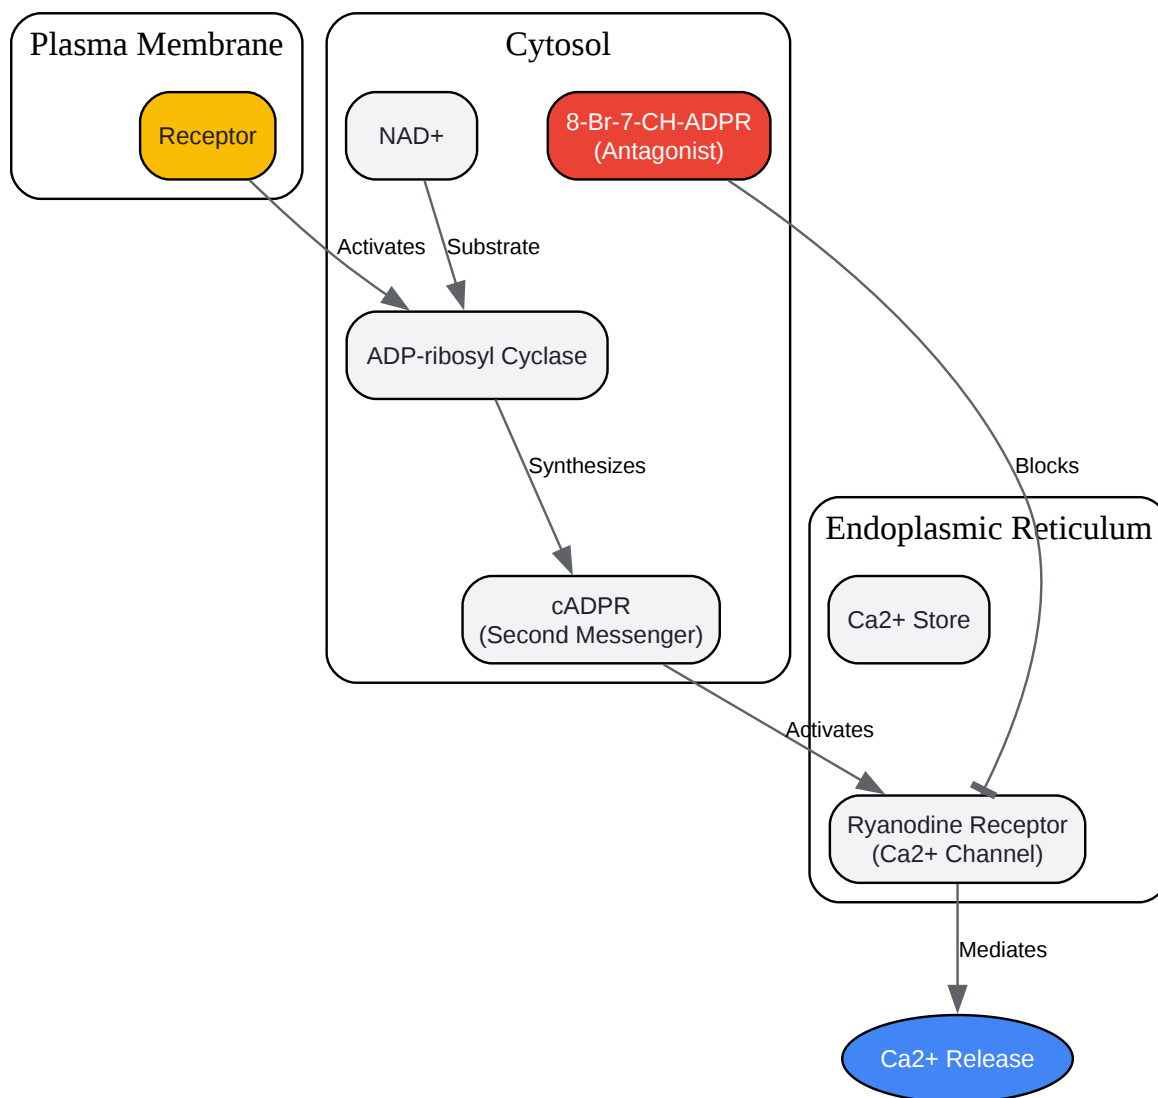 Plasma Membrane
Cytosol
Receptor
NAD+
8-Br-7-CH-ADPR
(Antagonist)
Activates
Substrate
ADP-ribosyl Cyclase
Synthesizes
Blocks
Endoplasmic Reticulum
cADPR
(Second Messenger)
Ca2+ Store
Activates
Ryanodine Receptor
(Ca2+ Channel)
Mediates
Ca2+ Release